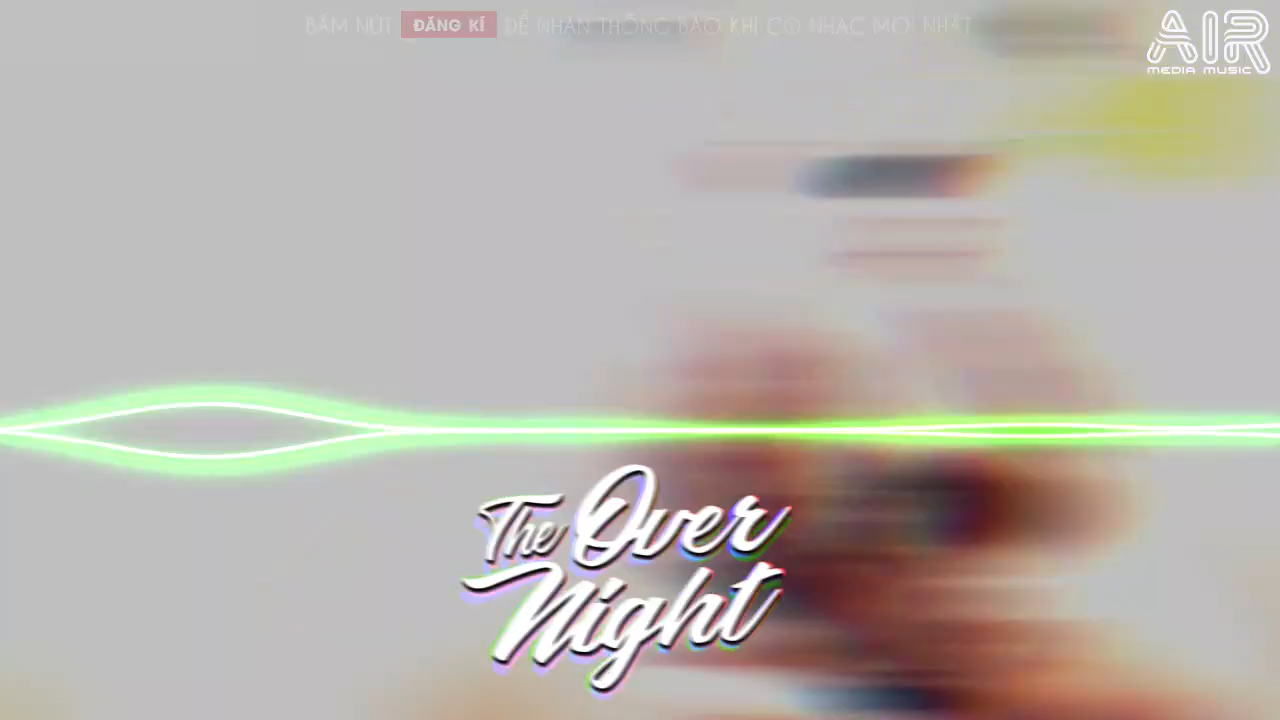 BẤM NÚT ĐĂNG KÍ ĐỂ NHẬN THÔNG BÁO KHI CÓ NHẠC MỚI NHẤT
AIR
MEDIA MUSIC
The Over
Night